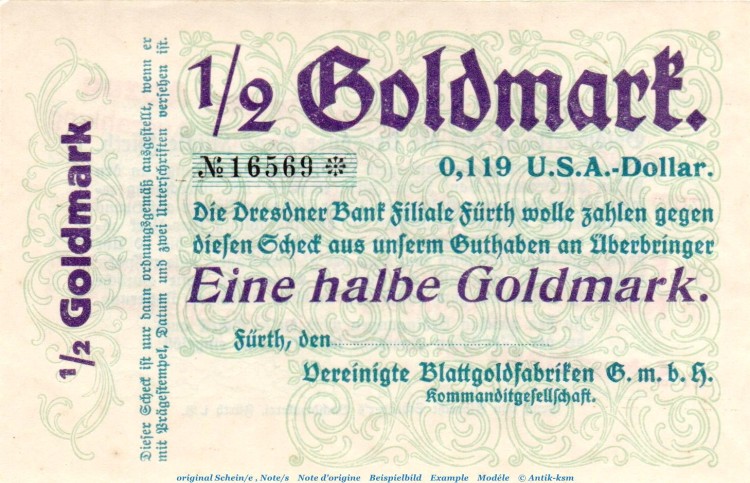 1/2 Goldmark
Dieser Scheck ist nur dann ordnungsgemäß ausgestellt, wenn er
mit Prägestempel, Datum und zwei Unterschriften versehen ist.
1/2 Goldmark.
№ 16569 ❊
0,119 U.S.A.-Dollar.
Die Dresdner Bank Filiale Fürth wolle zahlen gegen
diesen Scheck aus unserm Guthaben an Überbringer
Eine halbe Goldmark.
Fürth, den
Vereinigte Blattgoldfabriken G. m. b. H.
Kommanditgesellschaft.
original Schein/e , Note/s Note d'origine Beispielbild Example Modéle © Antik-ksm